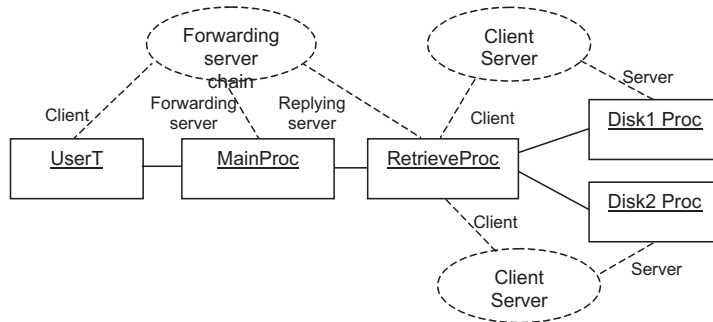 Forwarding
server
chain
Client
Server
Client
Forwarding
server
Replying
server
Client
Server
UserT
MainProc
RetrieveProc
Disk1 Proc
Disk2 Proc
Client
Server
Client
Server